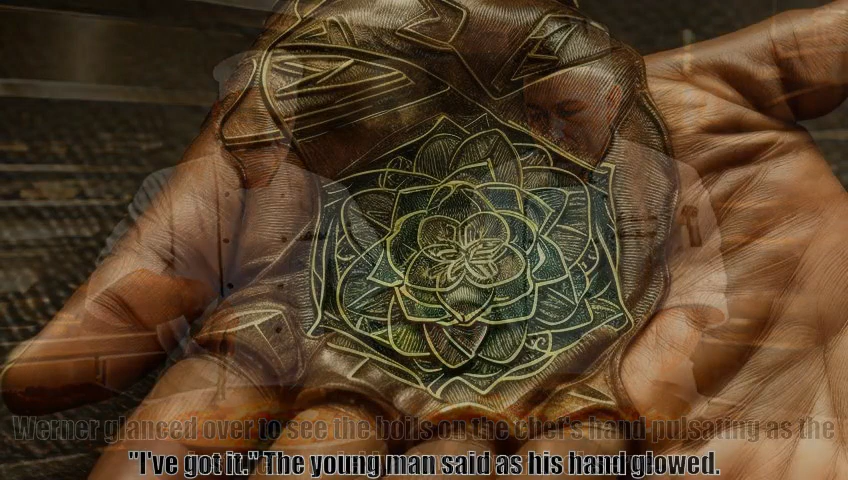 Werner glanced over to see the boils on the chef's hand pulsating as the
"I've got it." The young man said as his hand glowed.